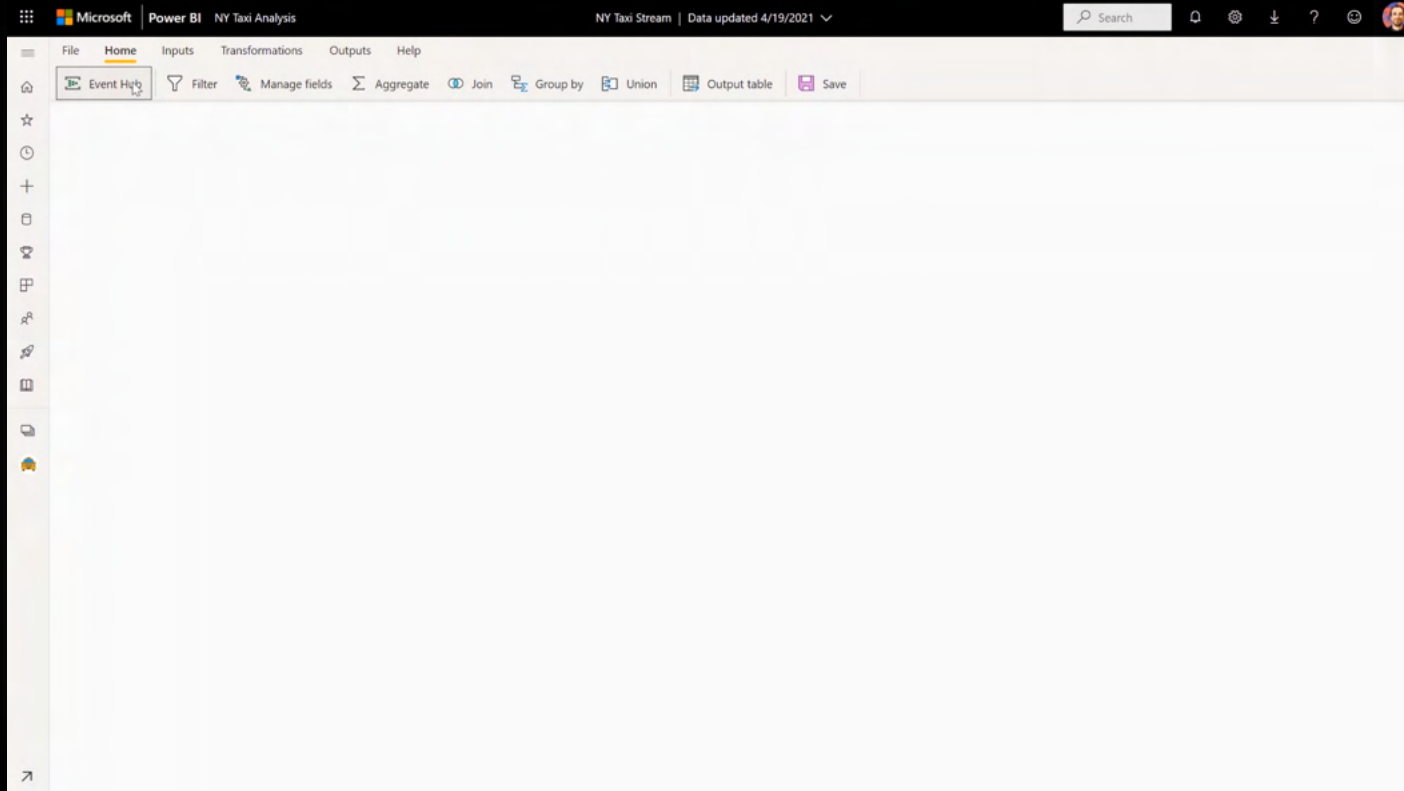 Microsoft Power BI NY Taxi Analysis NY Taxi Stream | Data updated 4/19/2021 Search
File Home Inputs Transformations Outputs Help
Event Hub Filter Manage fields Aggregate Join Group by Union Output table Save